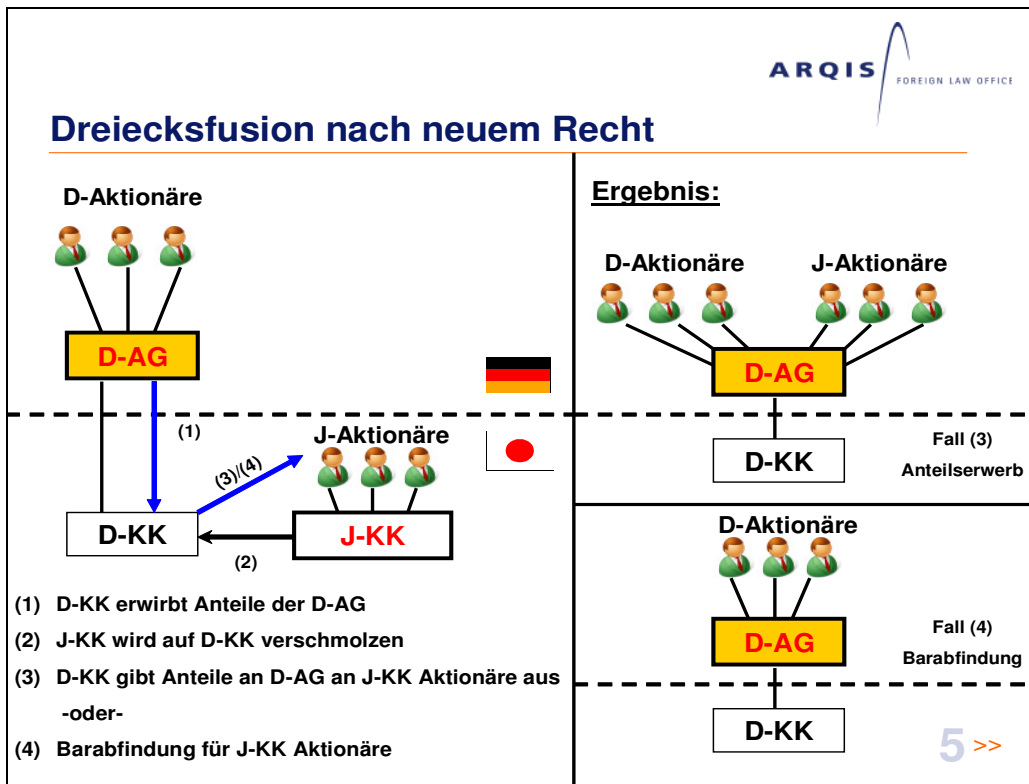 ARQIS
FOREIGN LAW OFFICE
Dreiecksfusion nach neuem Recht
D-Aktionäre
D-AG
(1)
J-Aktionäre
(3)/(4)
D-KK
J-KK
(2)
(1) D-KK erwirbt Anteile der D-AG
(2) J-KK wird auf D-KK verschmolzen
(3) D-KK gibt Anteile an D-AG an J-KK Aktionäre aus
-oder-
(4) Barabfindung für J-KK Aktionäre
Ergebnis:
D-Aktionäre
J-Aktionäre
D-AG
D-KK
Fall (3)
Anteilserwerb
D-Aktionäre
D-AG
Fall (4)
Barabfindung
D-KK
5 >>